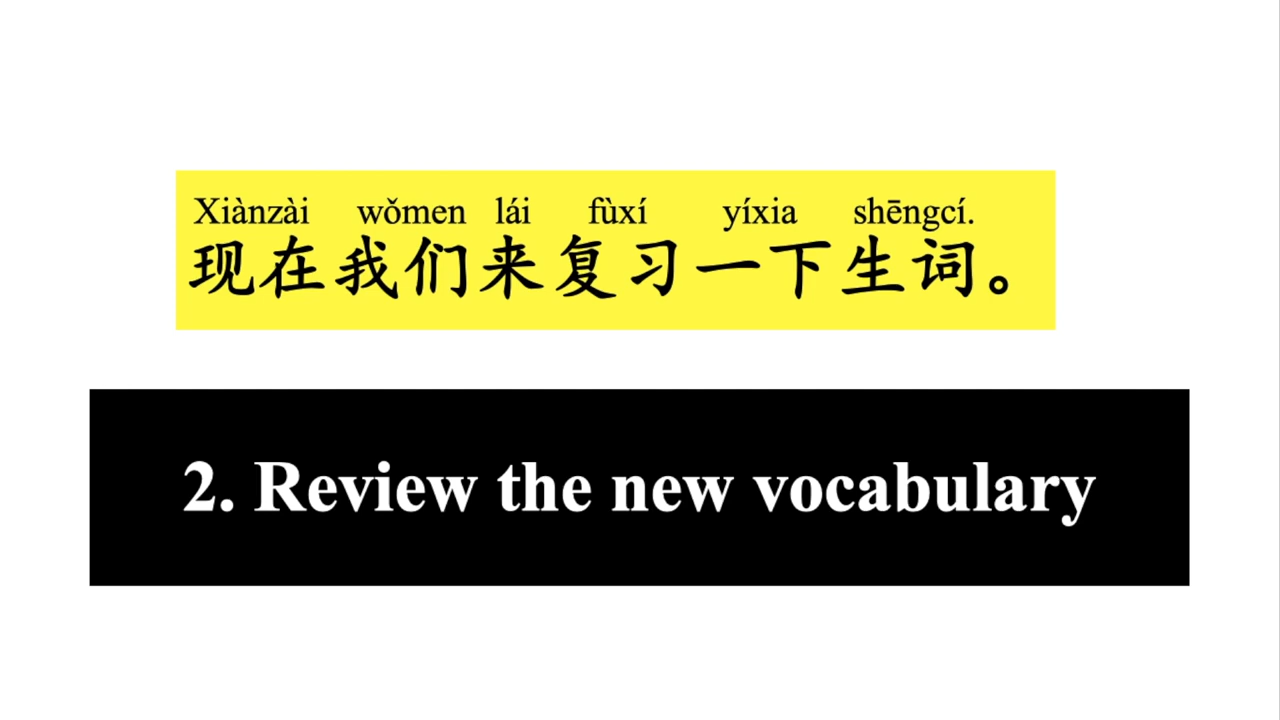 Xiànzài wǒmen lái fùxí yíxia shēngcí.
现在我们来复习一下生词。
2. Review the new vocabulary